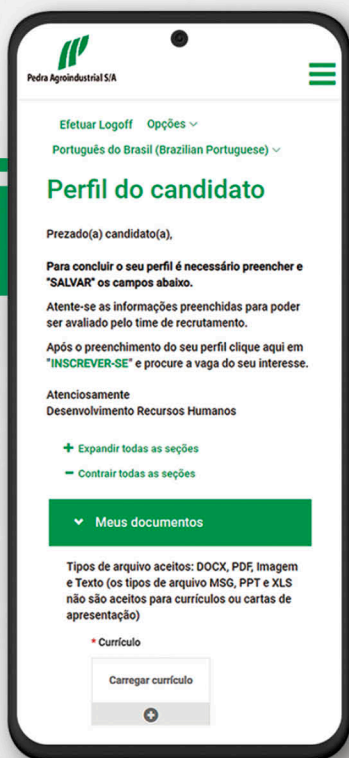 Pedra Agroindustrial S/A
Efetuar Logoff Opções
Português do Brasil (Brazilian Portuguese)
Perfil do candidato
Prezado(a) candidato(a),
Para concluir o seu perfil é necessário preencher e
"SALVAR" os campos abaixo.
Atente-se as informações preenchidas para poder
ser avaliado pelo time de recrutamento.
Após o preenchimento do seu perfil clique aqui em
"INSCREVER-SE" e procure a vaga do seu interesse.
Atenciosamente
Desenvolvimento Recursos Humanos
+ Expandir todas as seções
− Contrair todas as seções
Meus documentos
Tipos de arquivo aceitos: DOCX, PDF, Imagem
e Texto (os tipos de arquivo MSG, PPT e XLS
não são aceitos para currículos ou cartas de
apresentação)
* Currículo
Carregar currículo